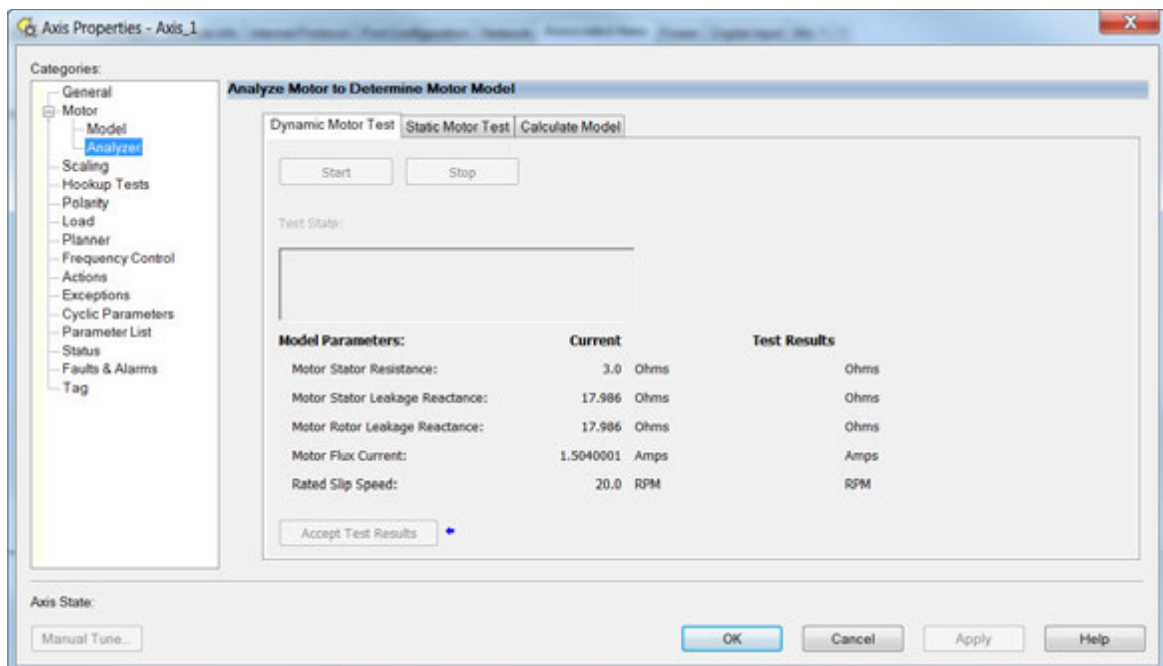 Axis Properties - Axis_1
Categories:
General
Motor
Model
Analyzer
Scaling
Hookup Tests
Polarity
Load
Planner
Frequency Control
Actions
Exceptions
Cyclic Parameters
Parameter List
Status
Faults & Alarms
Tag
Analyze Motor to Determine Motor Model
Dynamic Motor Test Static Motor Test Calculate Model
Start Stop
Test State:
Model Parameters: Current Test Results
Motor Stator Resistance: 3.0 Ohms Ohms
Motor Stator Leakage Reactance: 17.986 Ohms Ohms
Motor Rotor Leakage Reactance: 17.986 Ohms Ohms
Motor Flux Current: 1.5040001 Amps Amps
Rated Slip Speed: 20.0 RPM RPM
Accept Test Results
Axis State:
Manual Tune... OK Cancel Apply Help